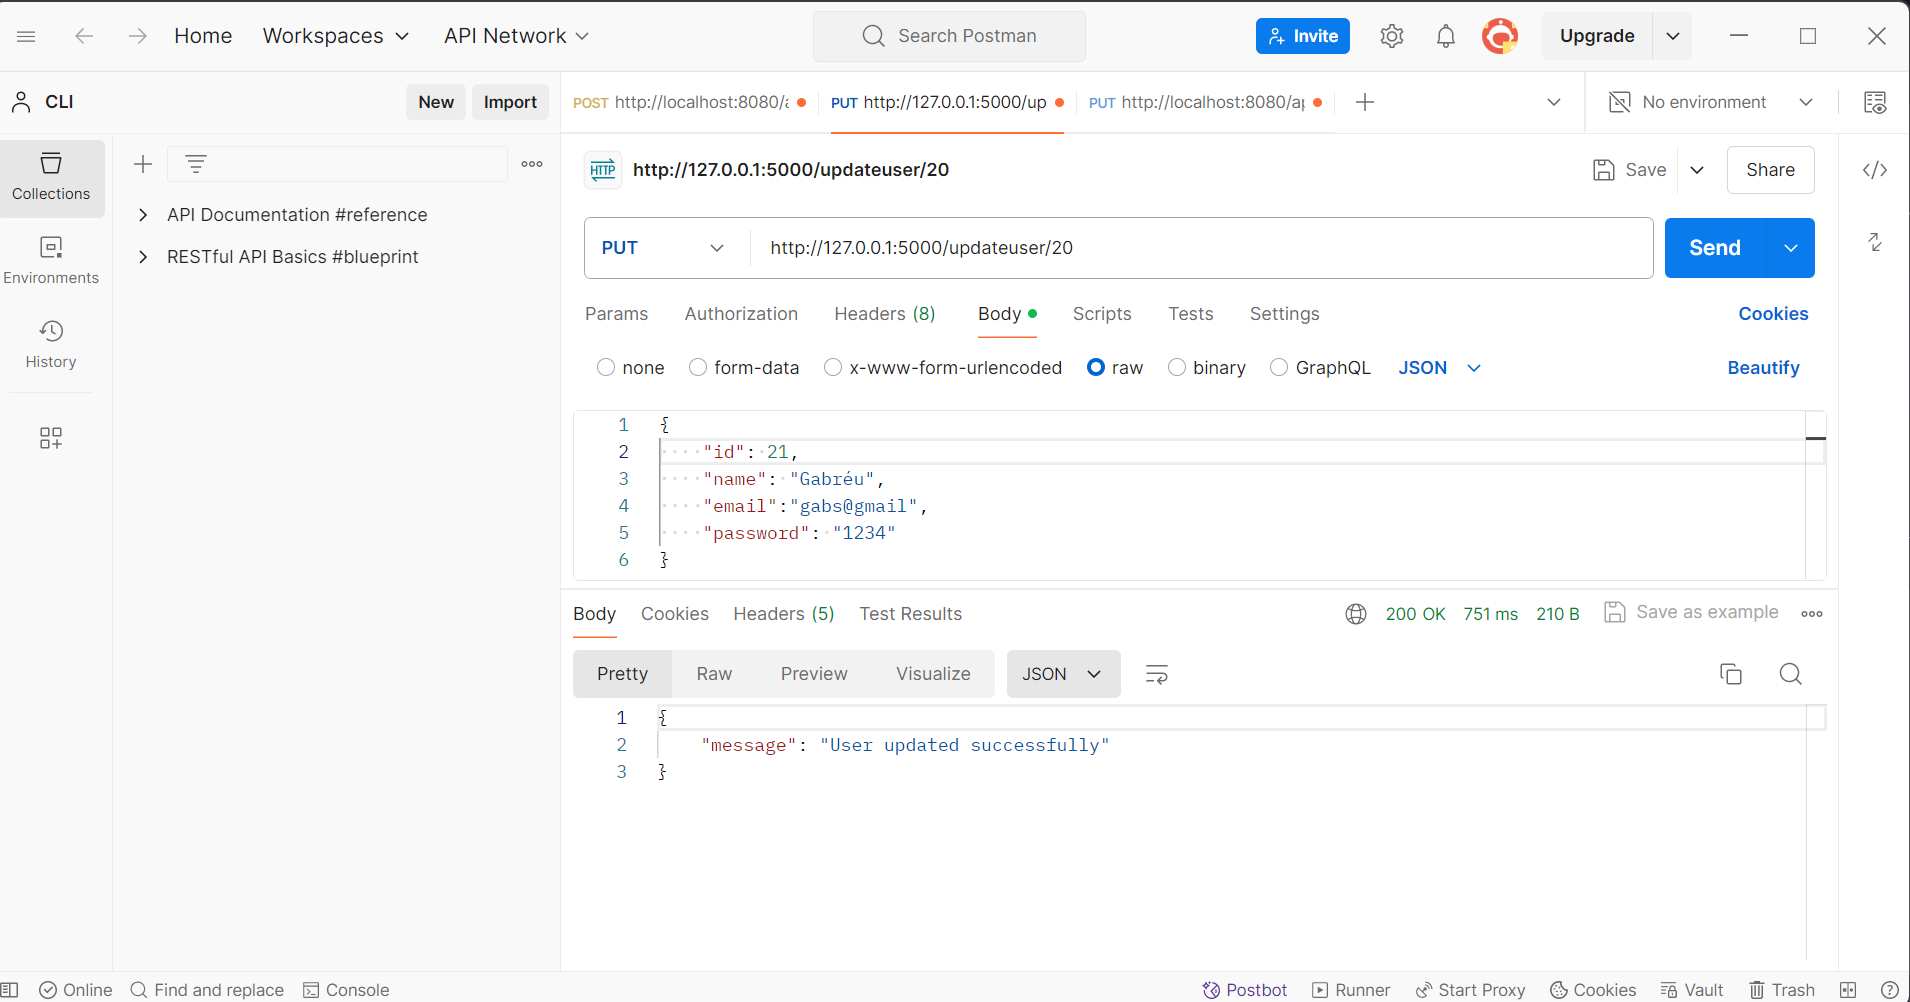 Home Workspaces API Network Search Postman Invite Upgrade
CLI New Import POST http://localhost:8080/a PUT http://127.0.0.1:5000/up PUT http://localhost:8080/ap No environment
HTTP http://127.0.0.1:5000/updateuser/20 Save Share
Collections
API Documentation #reference
RESTful API Basics #blueprint
Environments
History
PUT http://127.0.0.1:5000/updateuser/20 Send
Params Authorization Headers (8) Body Scripts Tests Settings Cookies
none form-data x-www-form-urlencoded raw binary GraphQL JSON Beautify
1 {
2 "id": 21,
3 "name": "Gabréu",
4 "email":"gabs@gmail",
5 "password": "1234"
6 }
Body Cookies Headers (5) Test Results 200 OK 751 ms 210 B Save as example
Pretty Raw Preview Visualize JSON
1 {
2 "message": "User updated successfully"
3 }
Online Find and replace Console Postbot Runner Start Proxy Cookies Vault Trash